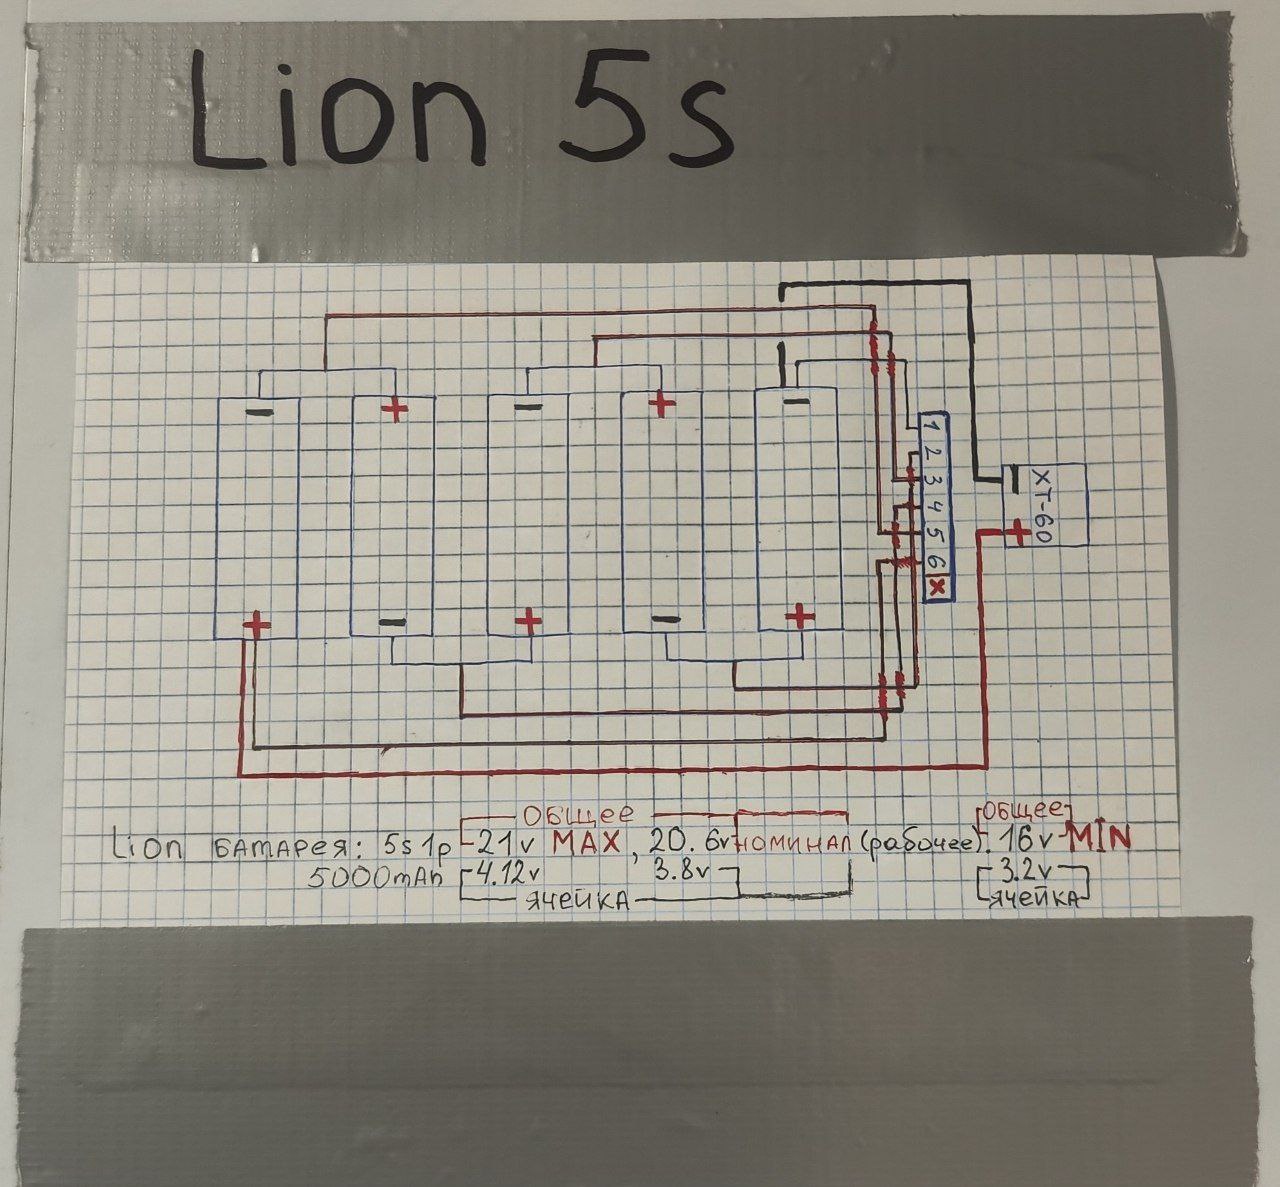 Lion 5s
− + − + −
1
2
3
4
5
6
x
− +
XT-60
+ − + − +
ОБЩЕЕ ОБЩЕЕ
Lion БАТАРЕЯ: 5s1p 21v MAX, 20.6v НОМИНАЛ (рабочее). 16v MIN
5000mAh 4.12v 3.8v 3.2v
ЯЧЕЙКА ЯЧЕЙКА